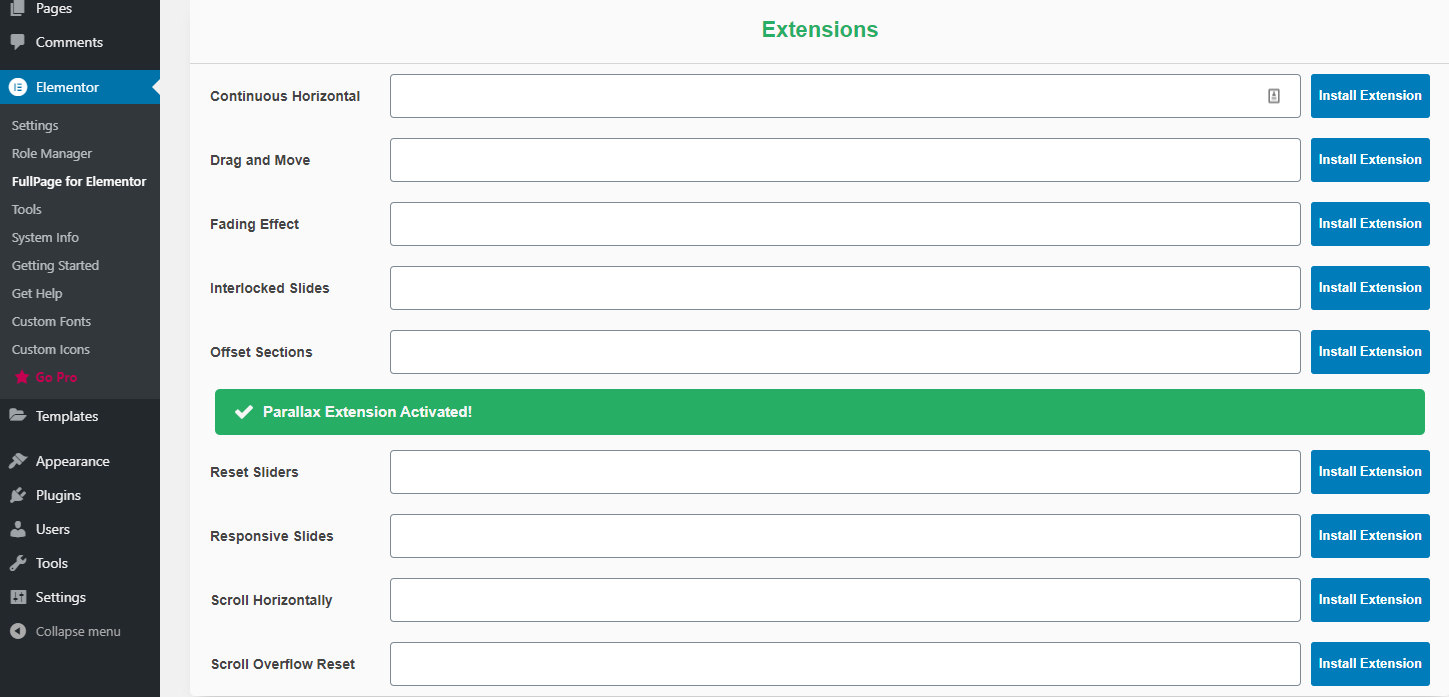 Pages
Comments
Elementor
Settings
Role Manager
FullPage for Elementor
Tools
System Info
Getting Started
Get Help
Custom Fonts
Custom Icons
Go Pro
Templates
Appearance
Plugins
Users
Tools
Settings
Collapse menu
Extensions
Continuous Horizontal Install Extension
Drag and Move Install Extension
Fading Effect Install Extension
Interlocked Slides Install Extension
Offset Sections Install Extension
Parallax Extension Activated!
Reset Sliders Install Extension
Responsive Slides Install Extension
Scroll Horizontally Install Extension
Scroll Overflow Reset Install Extension